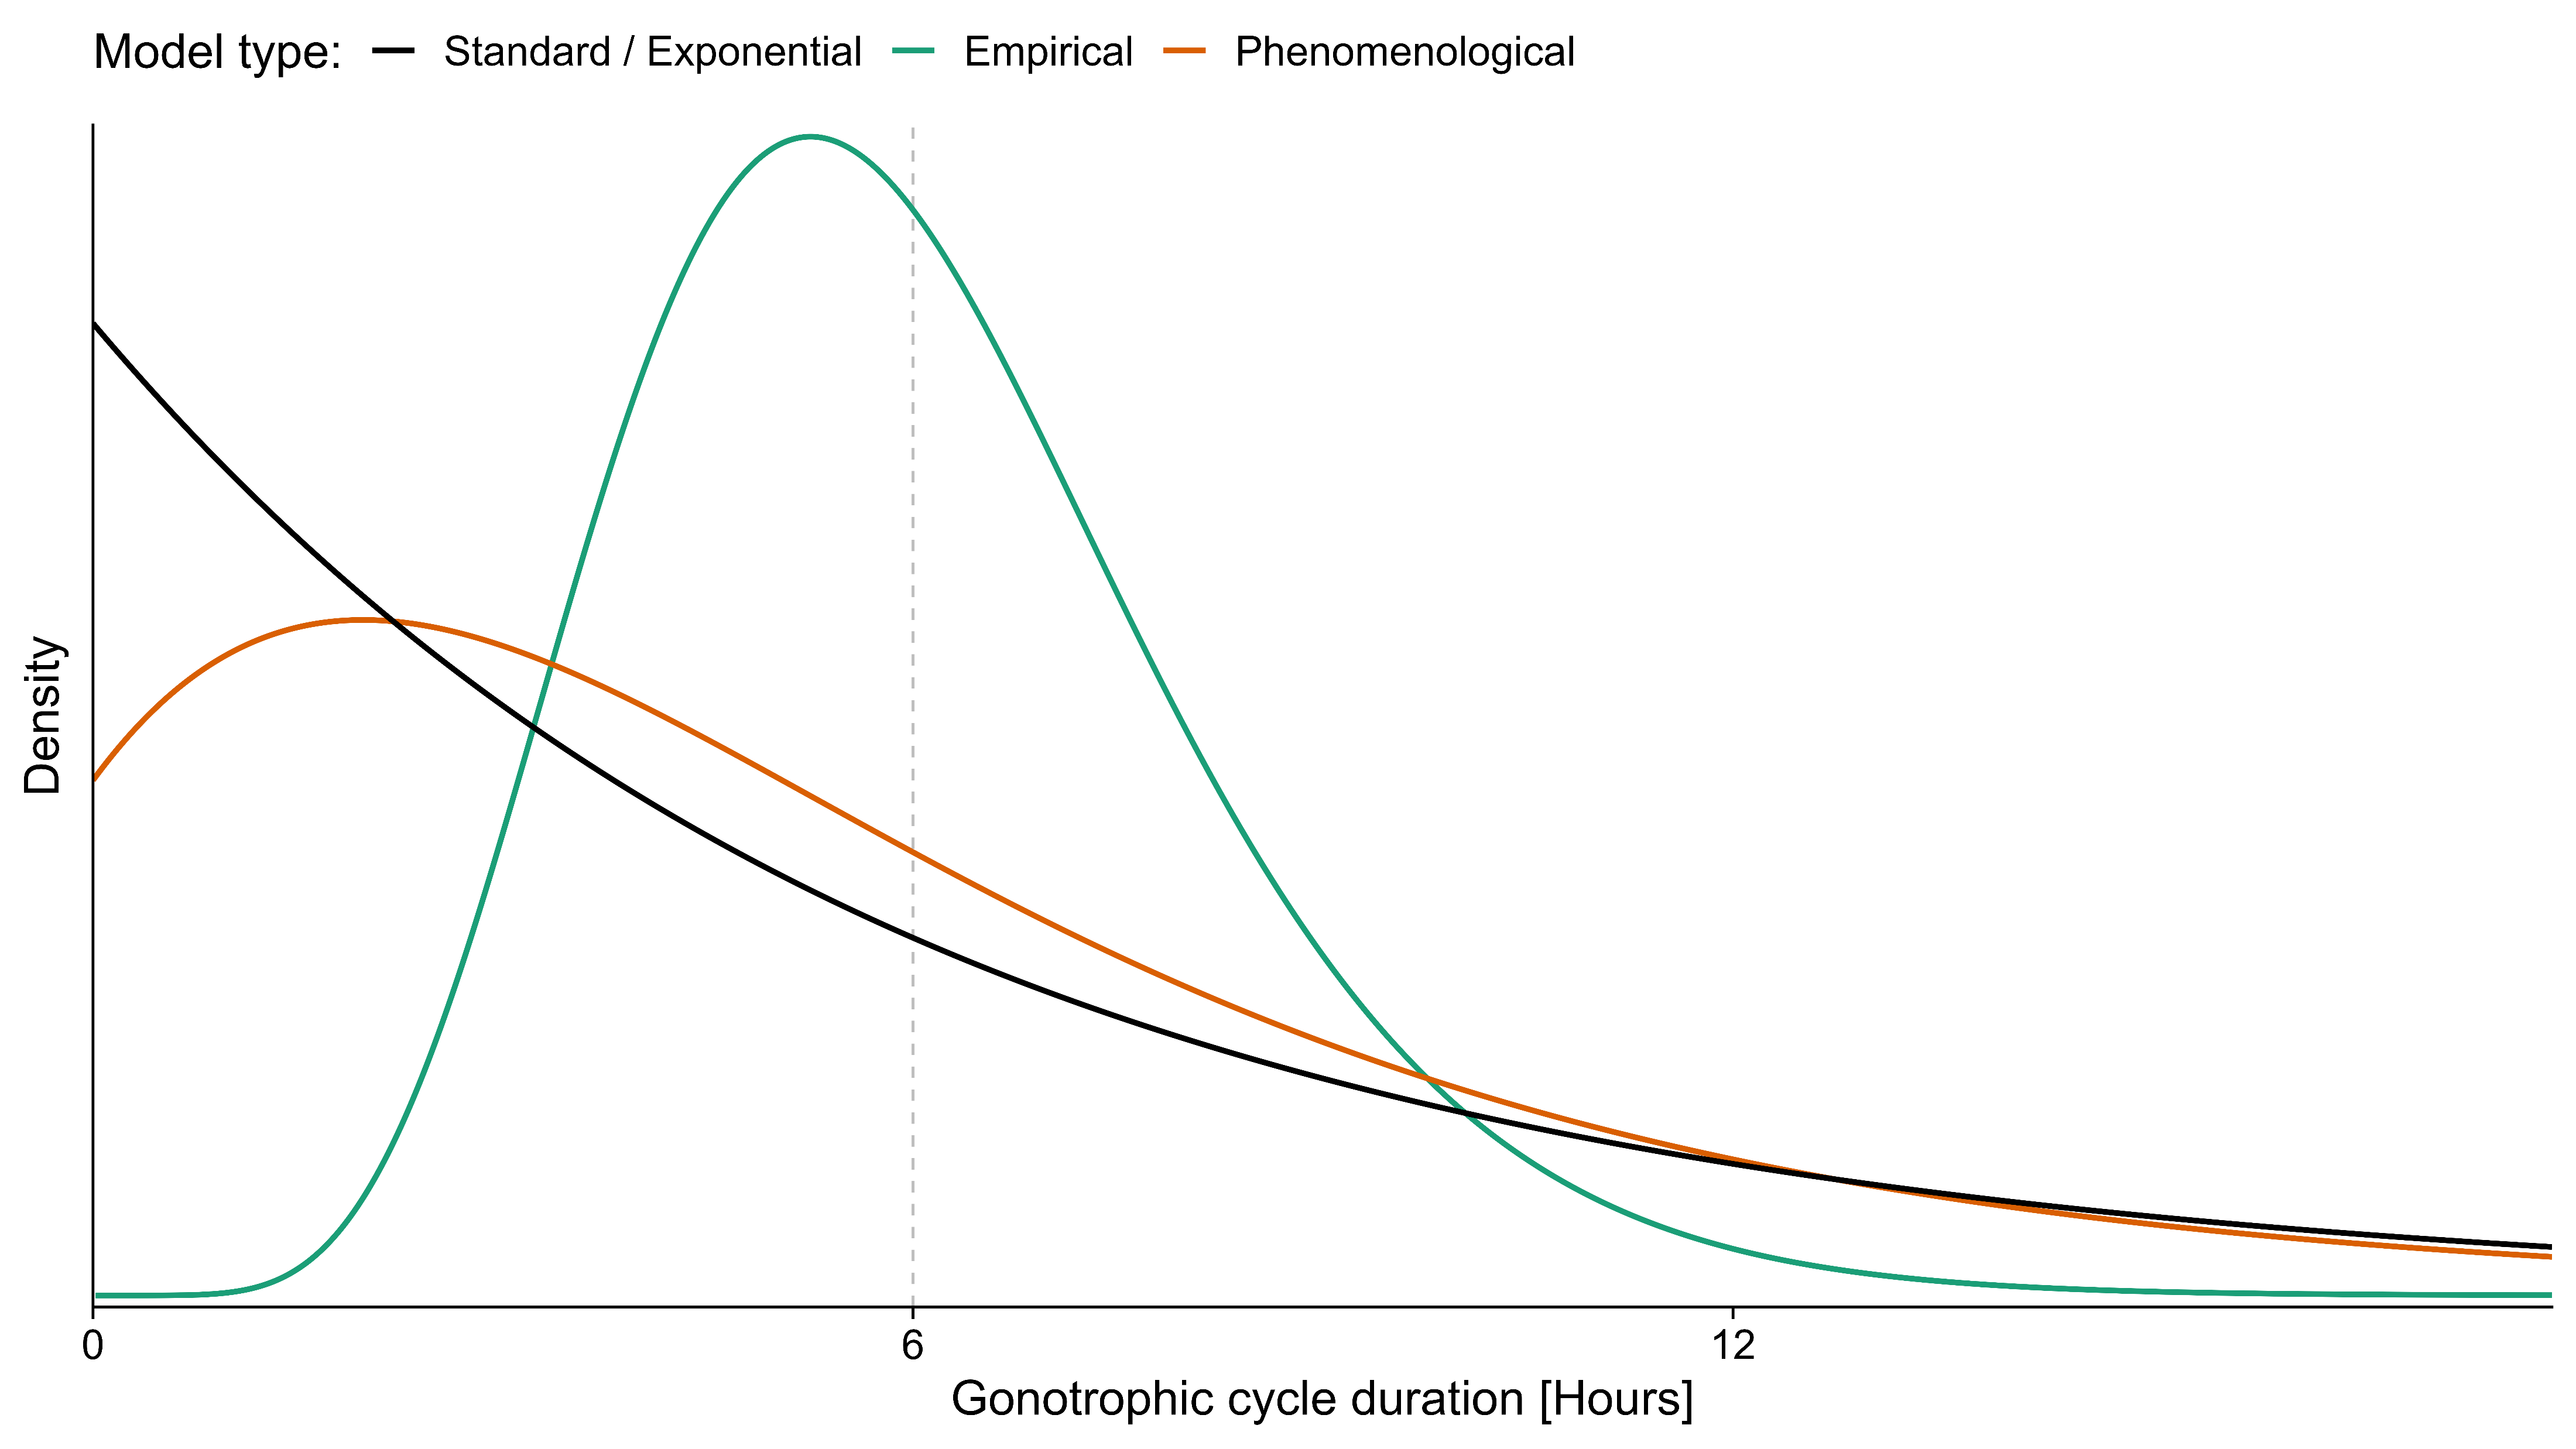 Model type: Standard / Exponential Empirical Phenomenological
Density
0 6 12
Gonotrophic cycle duration [Hours]